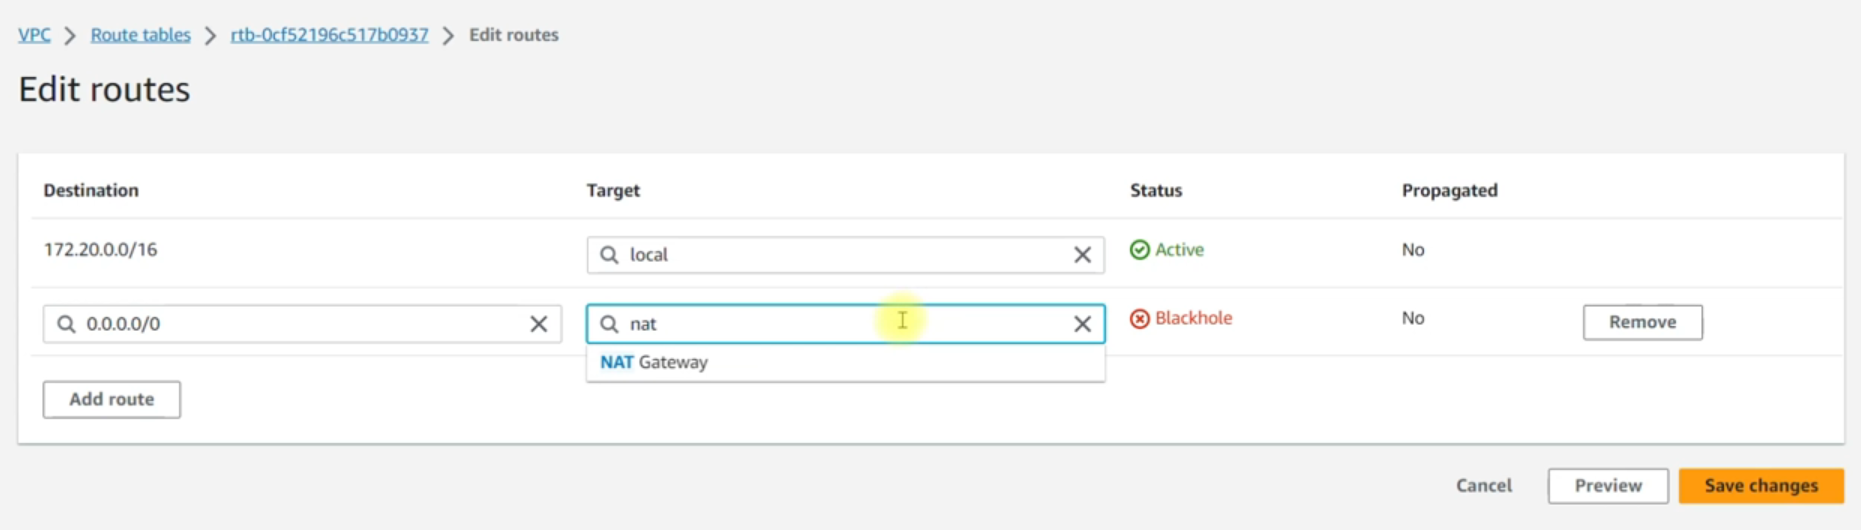 VPC > Route tables > rtb-0cf52196c517b0937 > Edit routes
Edit routes
Destination Target Status Propagated
172.20.0.0/16 local Active No
0.0.0.0/0 nat Blackhole No Remove
NAT Gateway
Add route
Cancel Preview Save changes